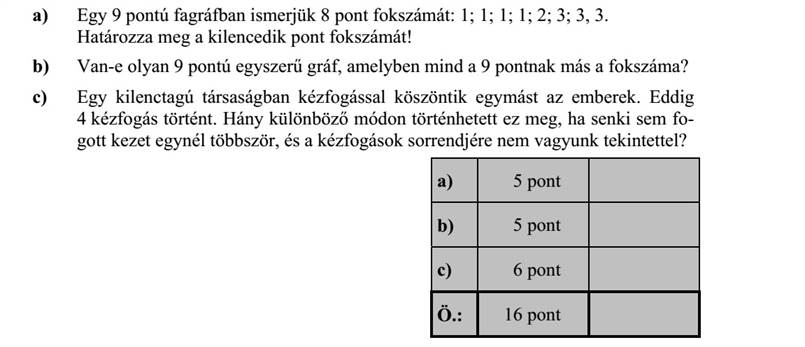 a) Egy 9 pontú fagráfban ismerjük 8 pont fokszámát: 1; 1; 1; 1; 2; 3; 3, 3.
Határozza meg a kilencedik pont fokszámát!
b) Van-e olyan 9 pontú egyszerű gráf, amelyben mind a 9 pontnak más a fokszáma?
c) Egy kilenctagú társaságban kézfogással köszöntik egymást az emberek. Eddig
4 kézfogás történt. Hány különböző módon történhetett ez meg, ha senki sem fo-
gott kezet egynél többször, és a kézfogások sorrendjére nem vagyunk tekintettel?
a) 5 pont
b) 5 pont
c) 6 pont
Ö.: 16 pont